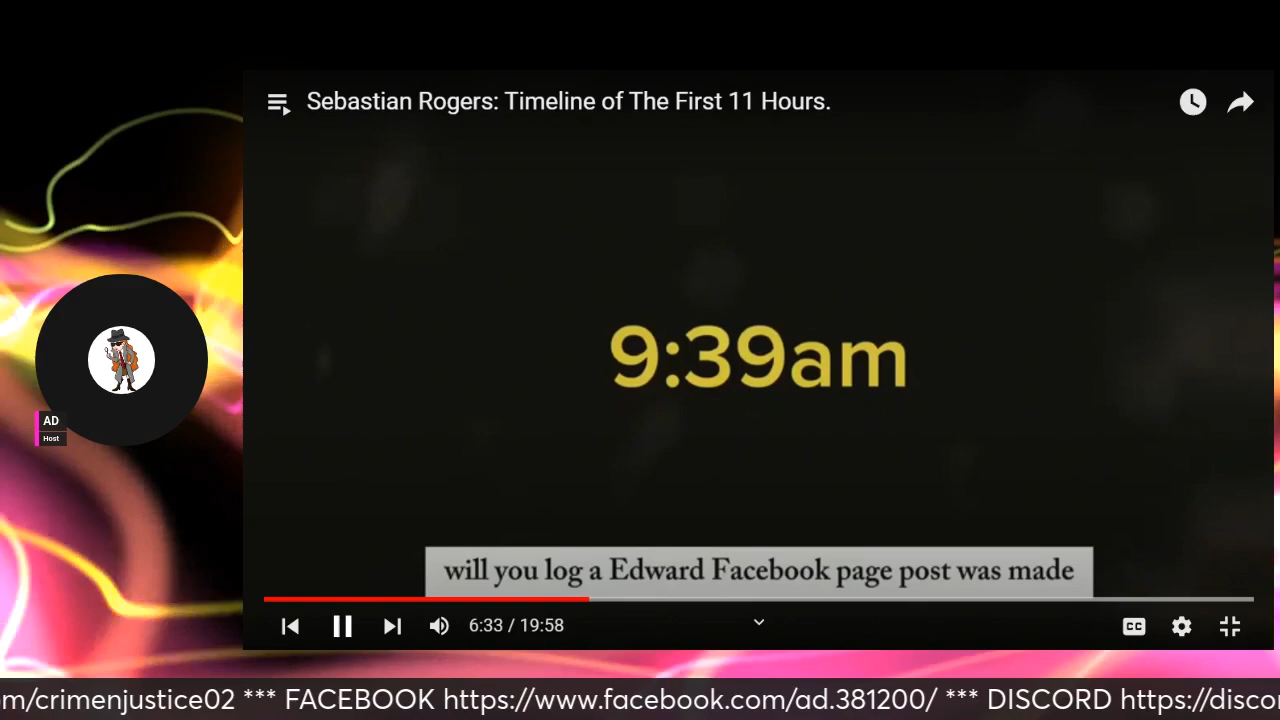 Sebastian Rogers: Timeline of The First 11 Hours.
9:39am
AD
Host
will you log a Edward Facebook page post was made
6:33 / 19:58
CC
m/crimenjustice02 *** FACEBOOK https://www.facebook.com/ad.381200/ *** DISCORD https://disco